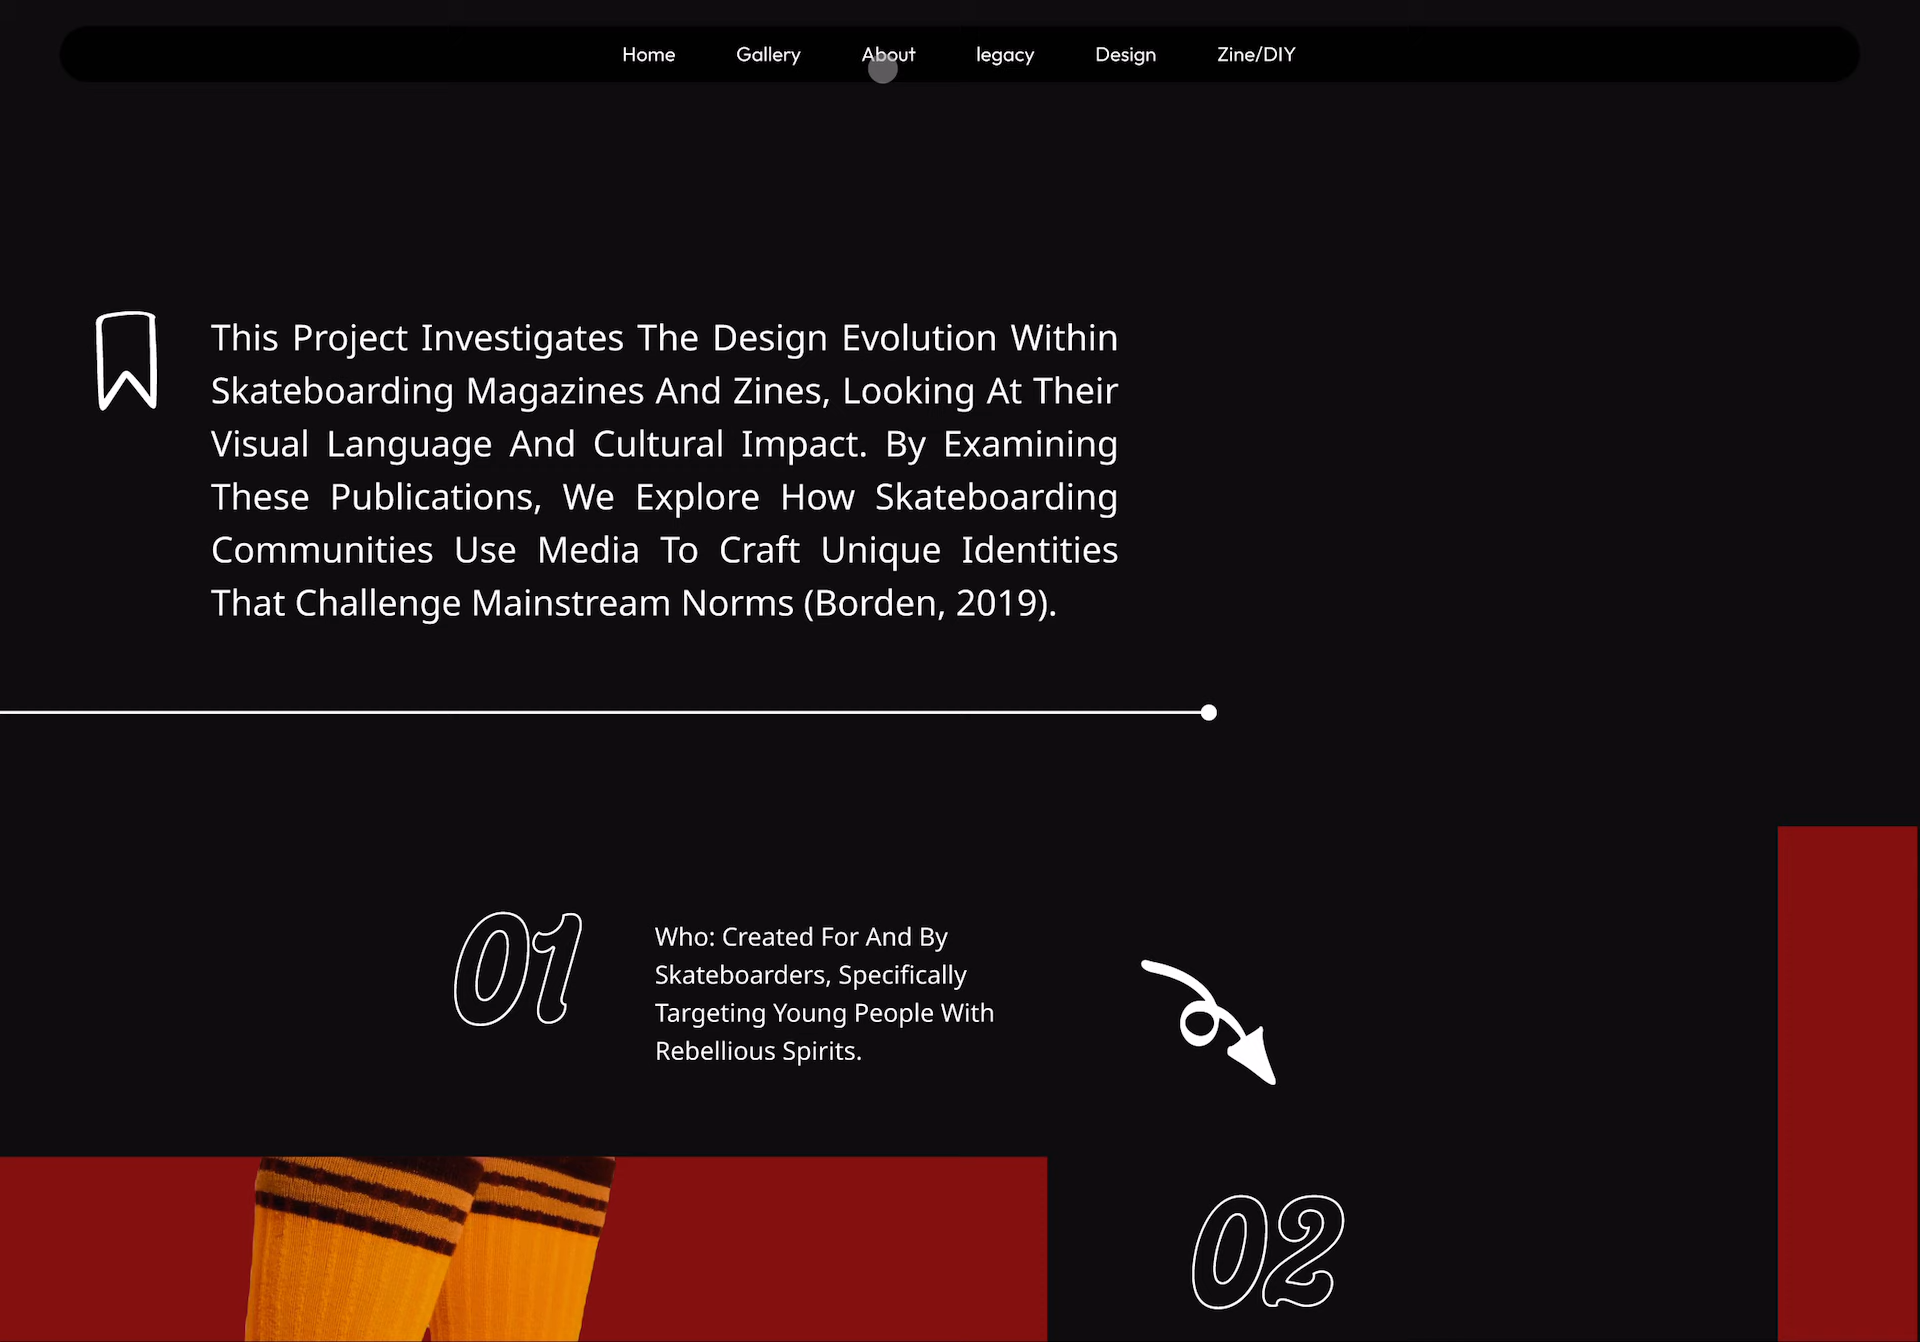 Home Gallery About legacy Design Zine/DIY
This Project Investigates The Design Evolution Within
Skateboarding Magazines And Zines, Looking At Their
Visual Language And Cultural Impact. By Examining
These Publications, We Explore How Skateboarding
Communities Use Media To Craft Unique Identities
That Challenge Mainstream Norms (Borden, 2019).
01
Who: Created For And By
Skateboarders, Specifically
Targeting Young People With
Rebellious Spirits.
02